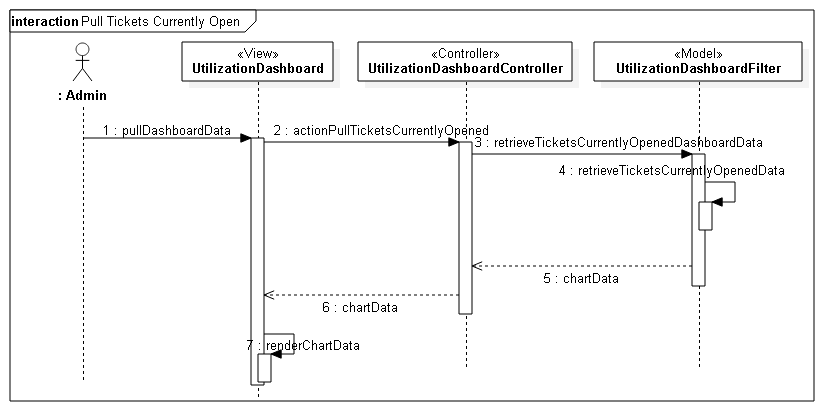 interaction Pull Tickets Currently Open
«View»
UtilizationDashboard
«Controller»
UtilizationDashboardController
«Model»
UtilizationDashboardFilter
: Admin
1 : pullDashboardData
2 : actionPullTicketsCurrentlyOpened
3 : retrieveTicketsCurrentlyOpenedDashboardData
4 : retrieveTicketsCurrentlyOpenedData
5 : chartData
6 : chartData
7 : renderChartData